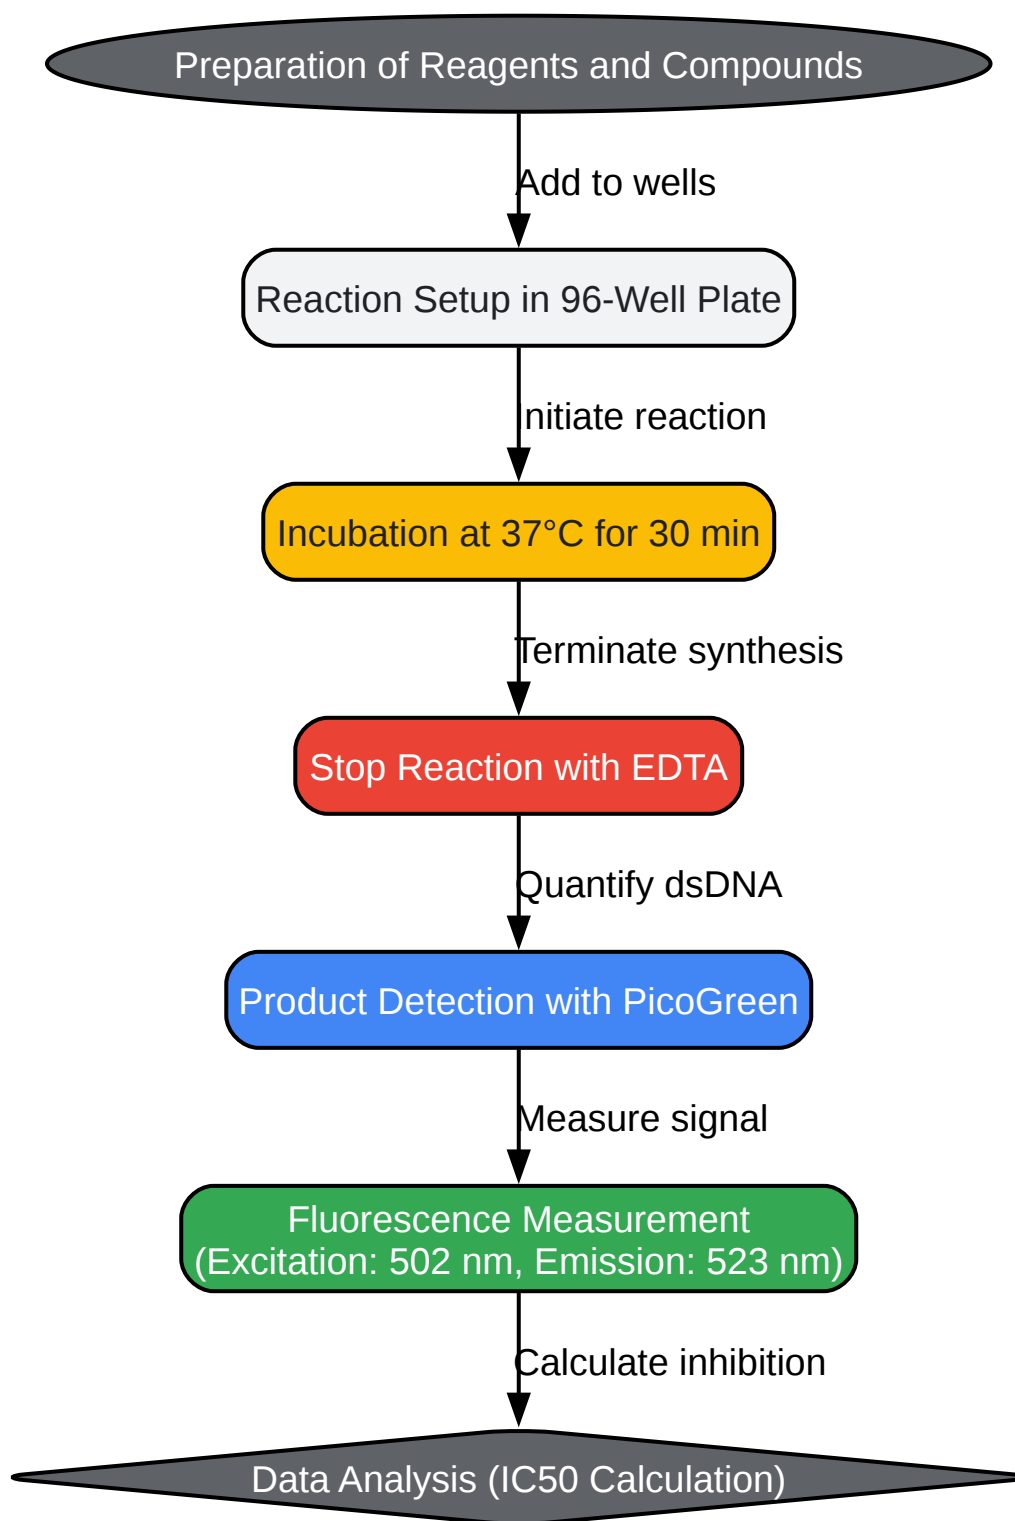 Preparation of Reagents and Compounds
Add to wells
Reaction Setup in 96-Well Plate
Initiate reaction
Incubation at 37°C for 30 min
Terminate synthesis
Stop Reaction with EDTA
Quantify dsDNA
Product Detection with PicoGreen
Measure signal
Fluorescence Measurement
(Excitation: 502 nm, Emission: 523 nm)
Calculate inhibition
Data Analysis (IC50 Calculation)